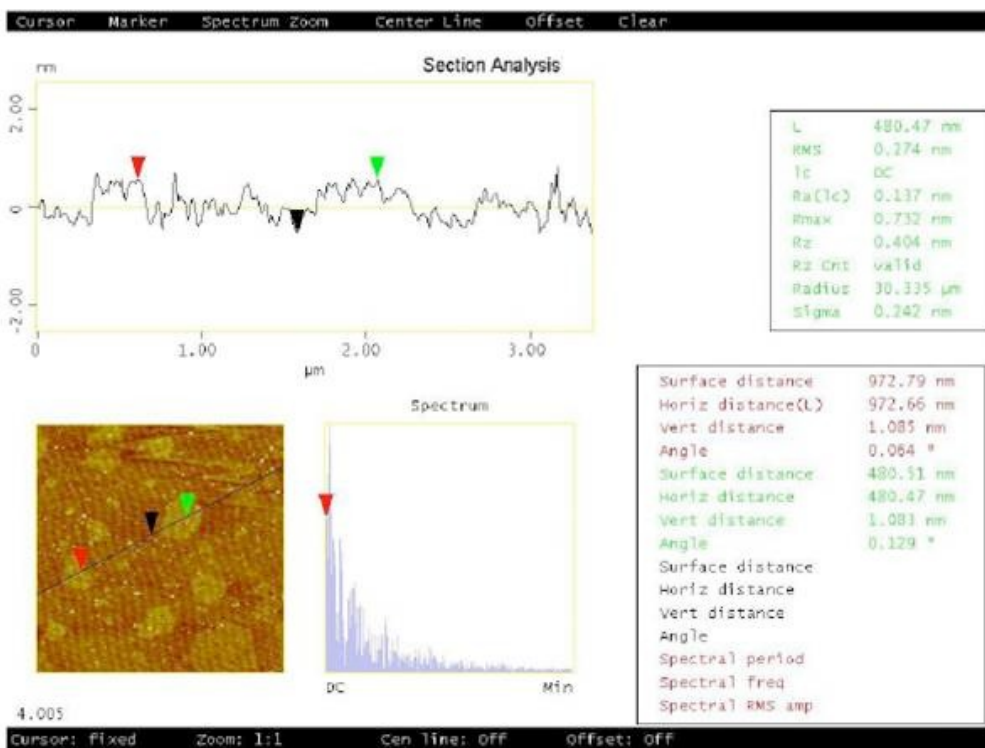 Cursor Marker Spectrum Zoom Center Line Offset Clear
nm
Section Analysis
2.00
0
-2.00
0 1.00 2.00 3.00
µm
L 480.47 nm
RMS 0.274 nm
lc DC
Ra(lc) 0.137 nm
Rmax 0.732 nm
Rz 0.404 nm
Rz Cnt valid
Radius 30.335 µm
Sigma 0.242 nm
Spectrum
DC Min
Surface distance 972.79 nm
Horiz distance(L) 972.66 nm
Vert distance 1.085 nm
Angle 0.064 °
Surface distance 480.51 nm
Horiz distance 480.47 nm
Vert distance 1.083 nm
Angle 0.129 °
Surface distance
Horiz distance
Vert distance
Angle
Spectral period
Spectral freq
Spectral RMS amp
4.005
Cursor: fixed Zoom: 1:1 Cen line: Off Offset: Off